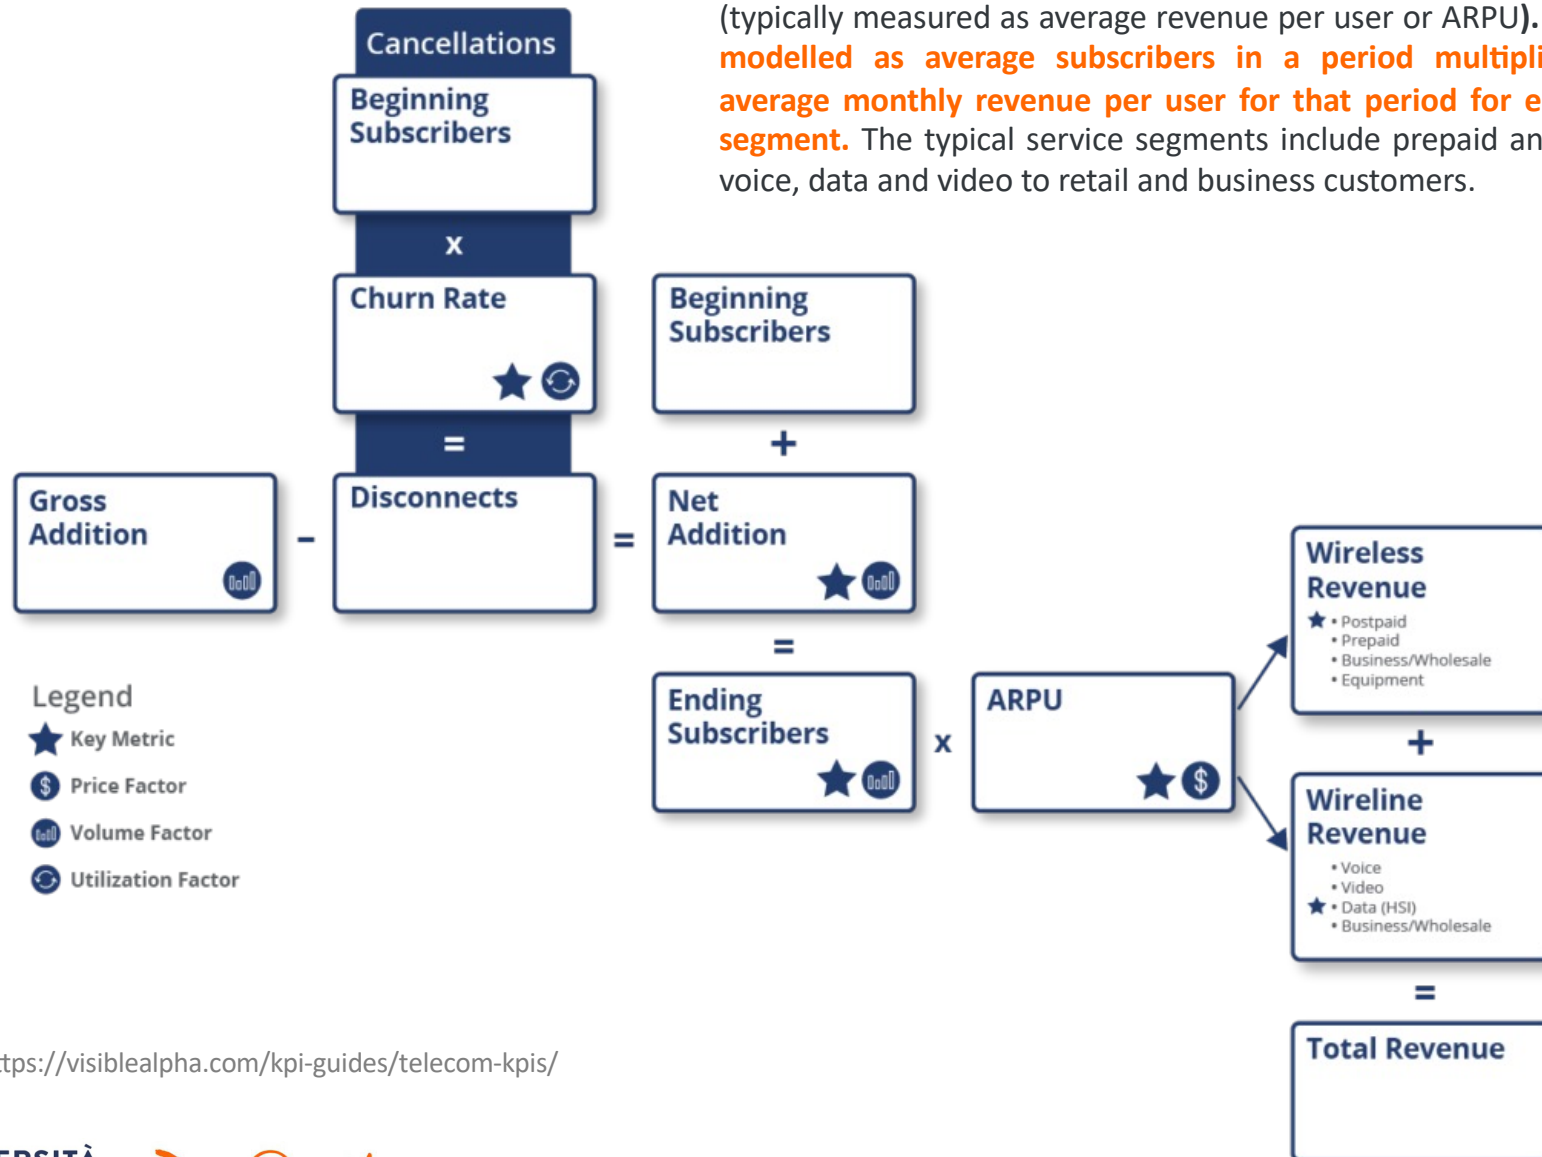 (typically measured as average revenue per user or ARPU).
modelled as average subscribers in a period
average monthly revenue per user for that period for
segment. The typical service segments include prepaid
voice, data and video to retail and business customers.
Cancellations
Beginning
Subscribers
x
Churn Rate
=
Beginning
Subscribers
+
Gross
Addition
-
Disconnects
=
Net
Addition
=
Ending
Subscribers
x
ARPU
Wireless
Revenue
• Postpaid
• Prepaid
• Business/Wholesale
• Equipment
+
Wireline
Revenue
• Voice
• Video
• Data (HSI)
• Business/Wholesale
=
Total Revenue
Legend
Key Metric
$ Price Factor
Volume Factor
Utilization Factor
$
ttps://visiblealpha.com/kpi-guides/telecom-kpis/
ERSITÀ